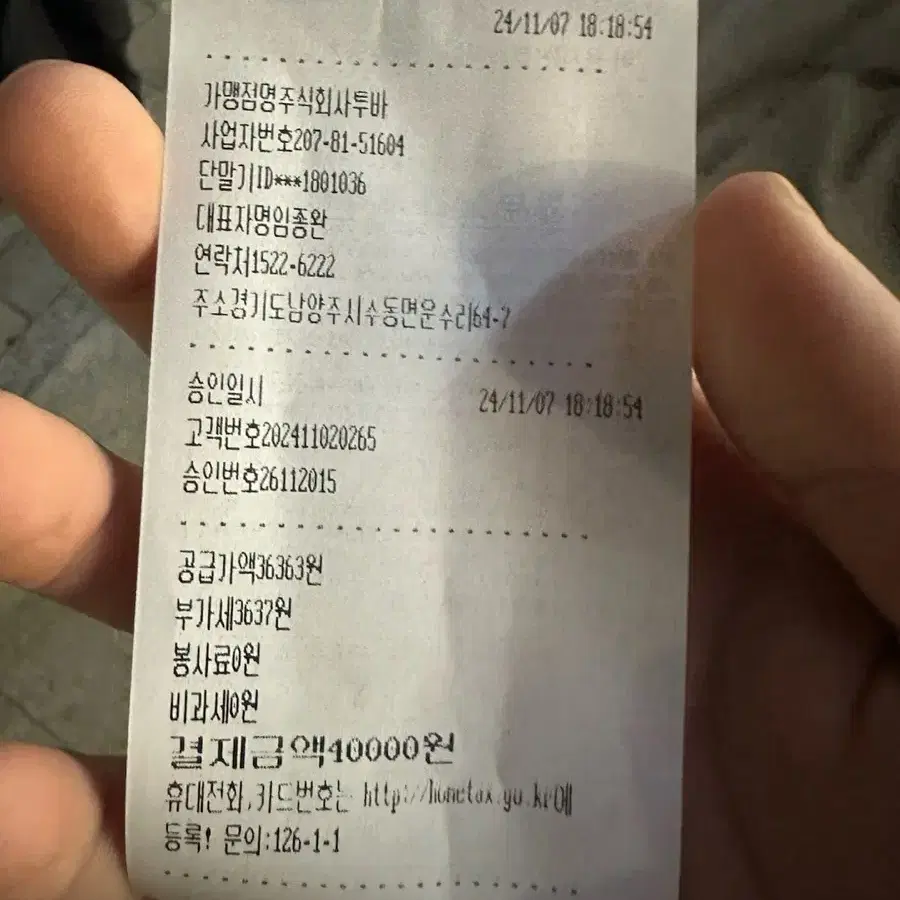 24/11/07 18:18:54
가맹점명주식회사투바
사업자번호207-81-51604
단말기ID***1801036
대표자명임종완
연락처1522-6222
주소경기도남양주시수동면운수리64-7
승인일시 24/11/07 18:18:54
고객번호202411020265
승인번호26112015
공급가액36363원
부가세3637원
봉사료0원
비과세0원
결제금액40000원
휴대전화,카드번호는 http://hometax.go.kr에
등록! 문의:126-1-1